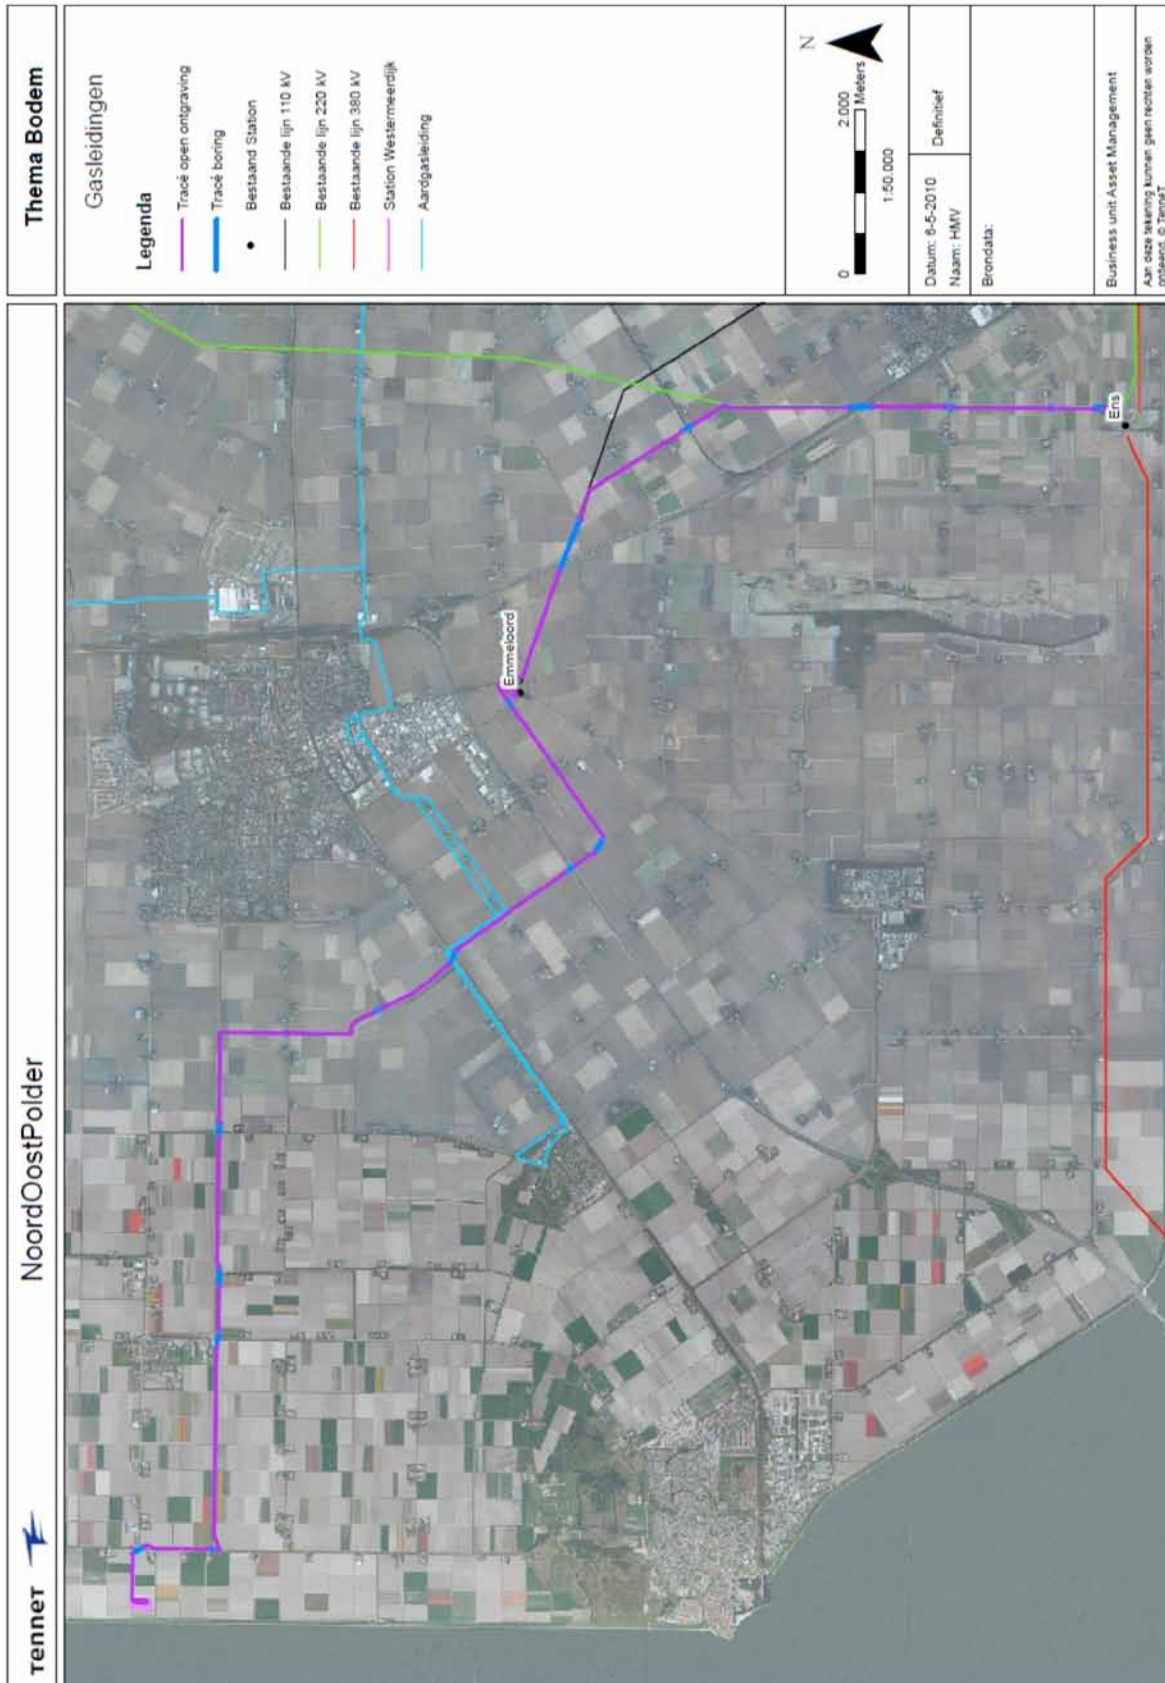 TenneT
NoordOostPolder
Thema Bodem
Gasleidingen
Legenda
Tracé open ontgraving
Tracé boring
Bestaand Station
Bestaande lijn 110 kV
Bestaande lijn 220 kV
Bestaande lijn 380 kV
Station Westermeerdijk
Aardgasleiding
N
0 2.000
Meters
1:50.000
Datum: 6-5-2010
Definitief
Naam: HMV
Brondata:
Business unit Asset Management
Aan deze tekening kunnen geen rechten worden
ontleend. © TenneT
Emmeloord
Ens